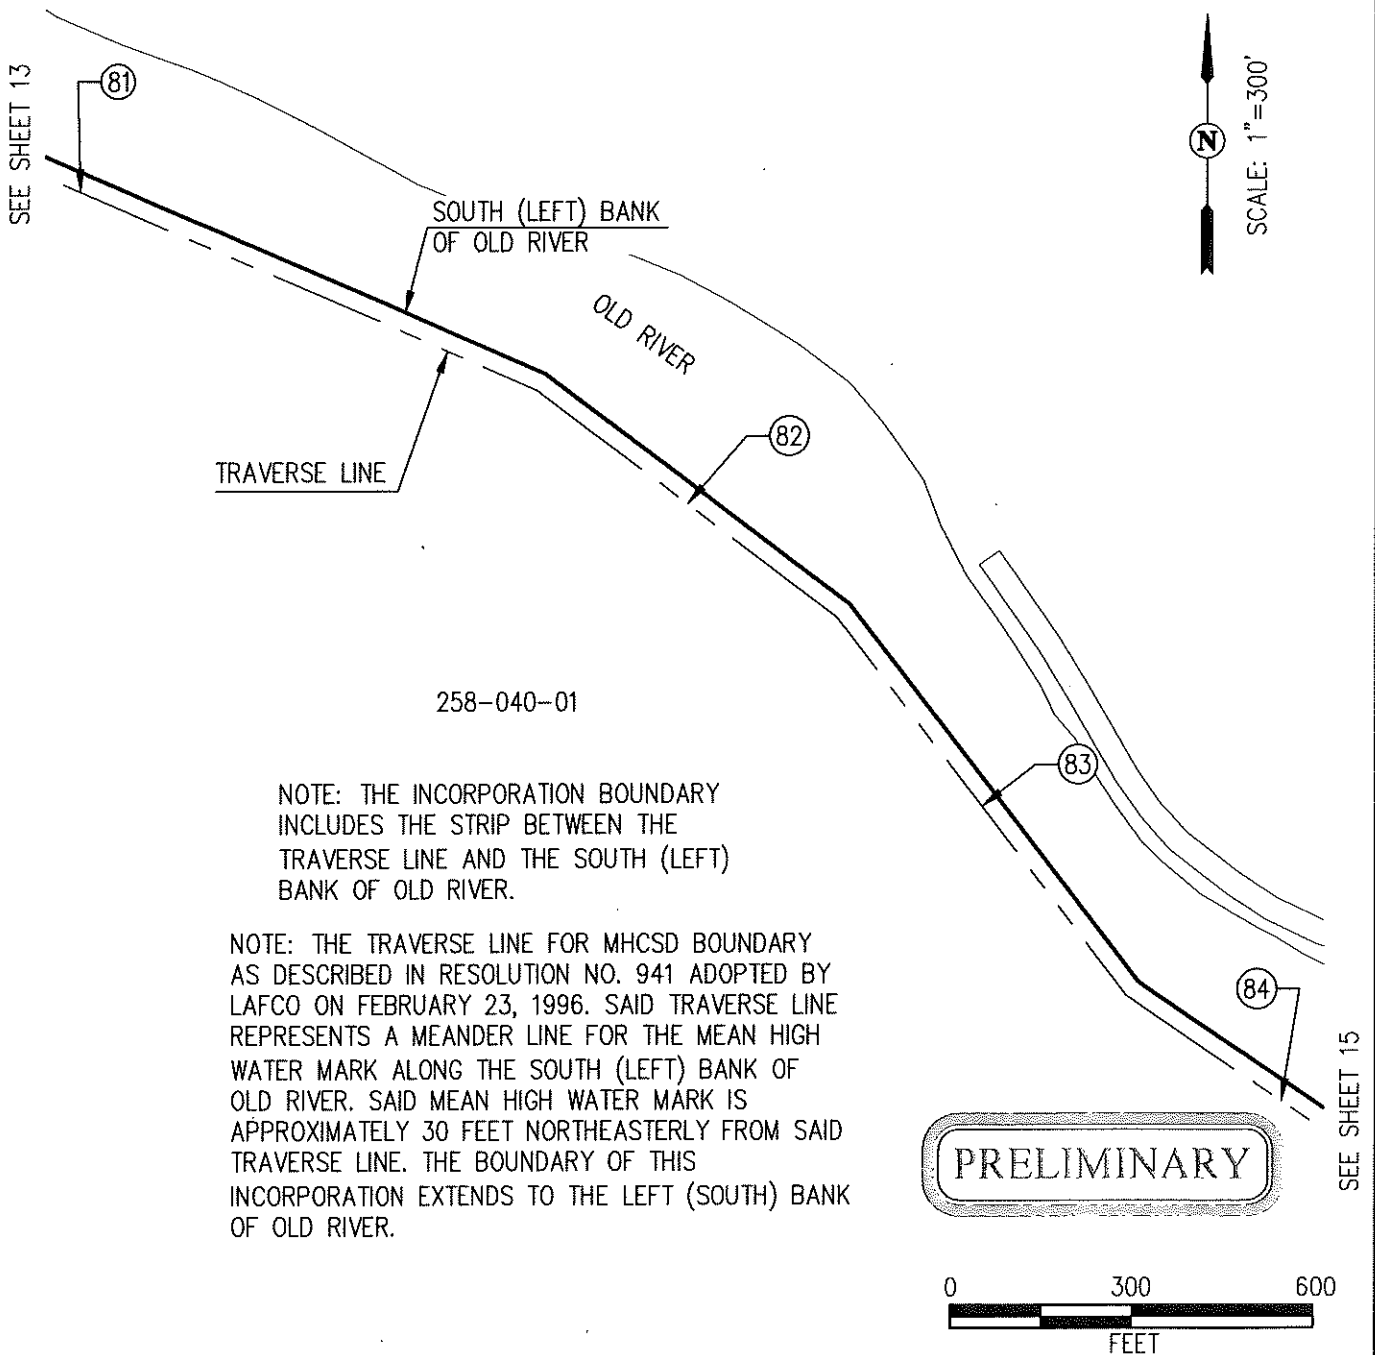 SEE SHEET 13
81
N
SCALE: 1"=300'
SOUTH (LEFT) BANK
OF OLD RIVER
OLD RIVER
82
TRAVERSE LINE
258-040-01
83
NOTE: THE INCORPORATION BOUNDARY
INCLUDES THE STRIP BETWEEN THE
TRAVERSE LINE AND THE SOUTH (LEFT)
BANK OF OLD RIVER.
NOTE: THE TRAVERSE LINE FOR MHCSD BOUNDARY
AS DESCRIBED IN RESOLUTION NO. 941 ADOPTED BY
LAFCO ON FEBRUARY 23, 1996. SAID TRAVERSE LINE
REPRESENTS A MEANDER LINE FOR THE MEAN HIGH
WATER MARK ALONG THE SOUTH (LEFT) BANK OF
OLD RIVER. SAID MEAN HIGH WATER MARK IS
APPROXIMATELY 30 FEET NORTHEASTERLY FROM SAID
TRAVERSE LINE. THE BOUNDARY OF THIS
INCORPORATION EXTENDS TO THE LEFT (SOUTH) BANK
OF OLD RIVER.
84
SEE SHEET 15
PRELIMINARY
0 300 600
FEET